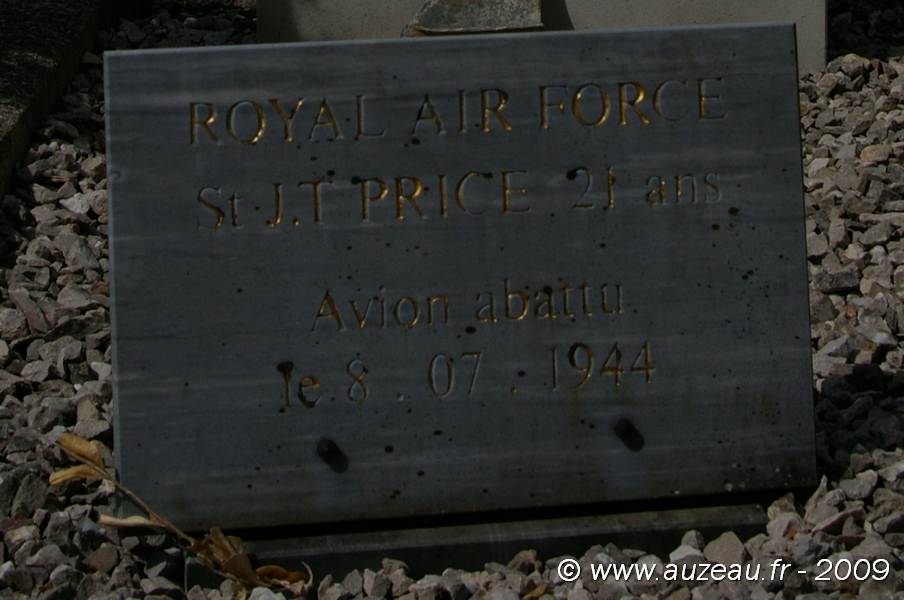 ROYAL AIR FORCE
St J.T PRICE 21 ans
Avion abattu
le 8 . 07 . 1944
© www.auzeau.fr - 2009